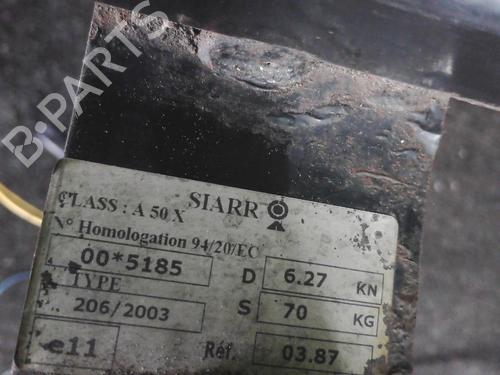 B-PARTS
SIARR
CLASS : A 50 X
N° Homologation 94/20/EC
00*5185
D 6.27 KN
TYPE
206/2003
S 70 KG
e11
Réf. 03.87